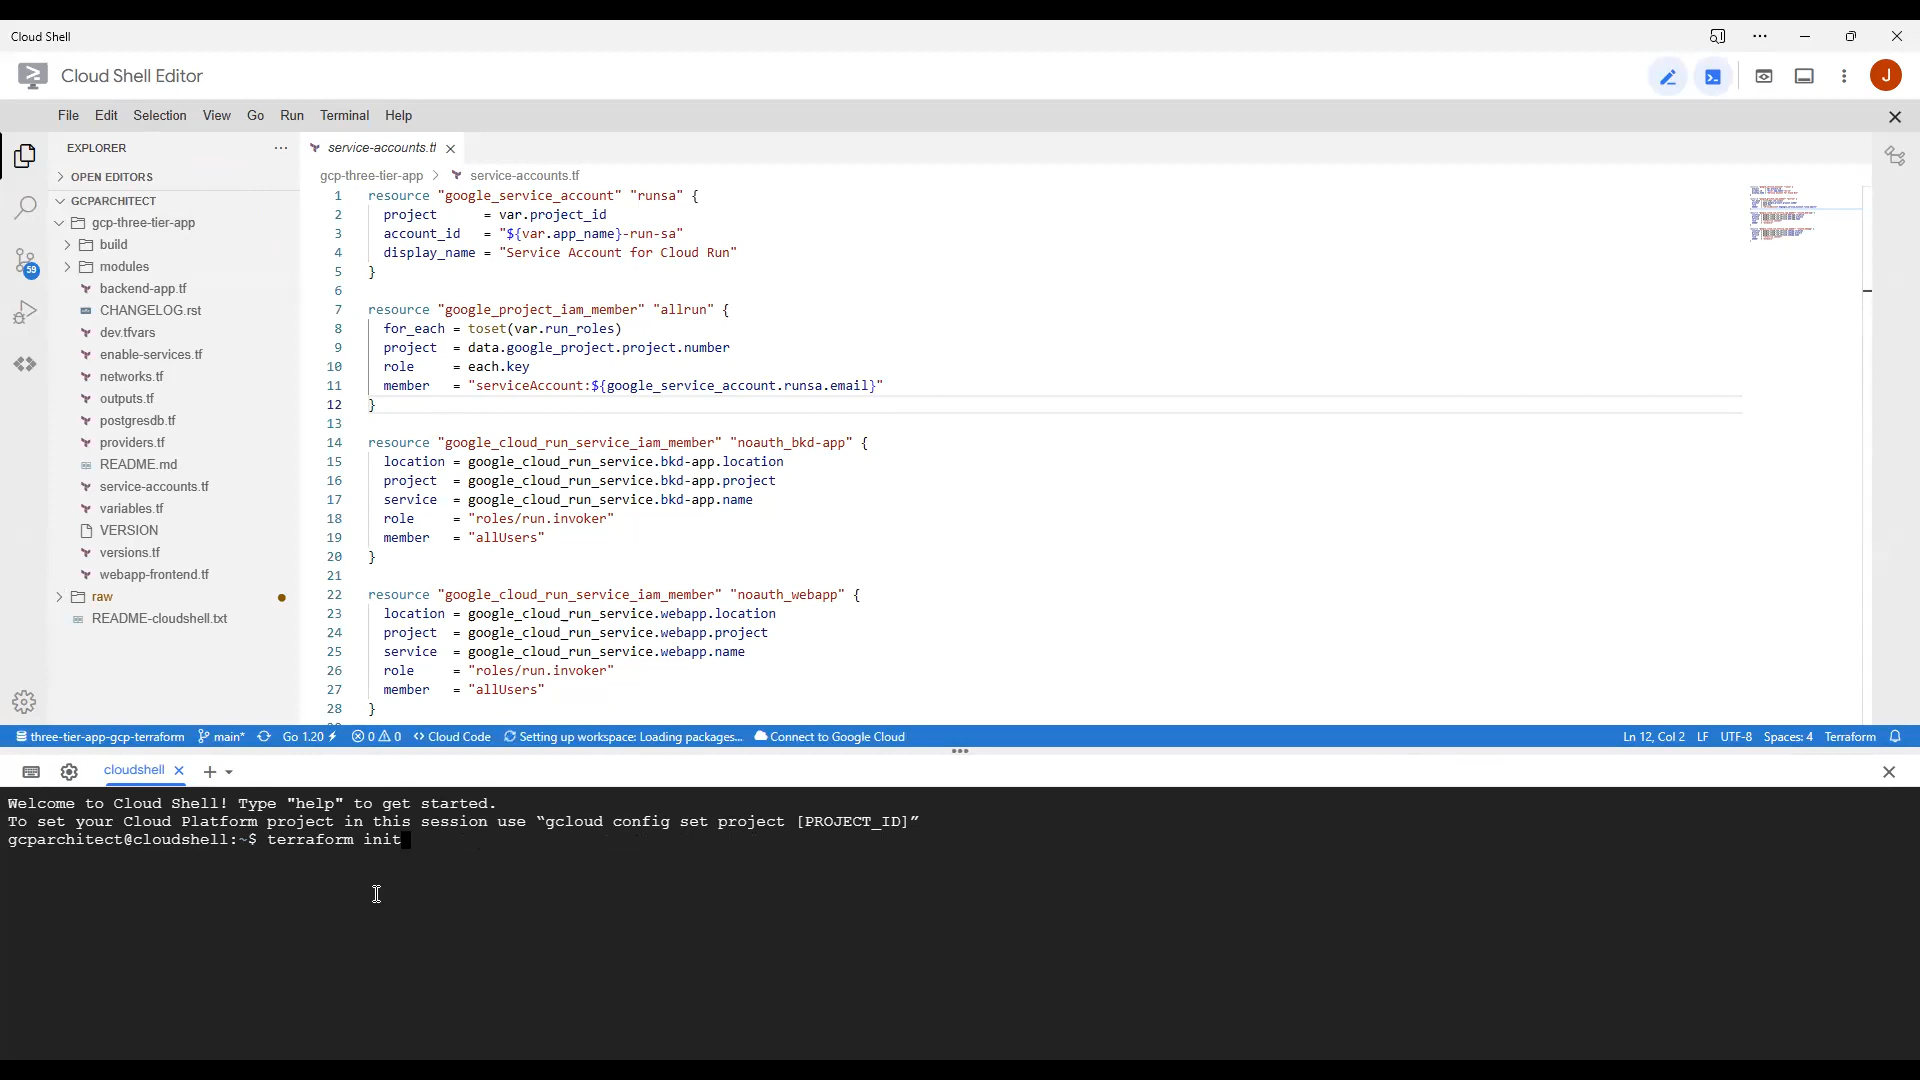 Cloud Shell
Cloud Shell Editor
J
File Edit Selection View Go Run Terminal Help
EXPLORER
OPEN EDITORS
GCPARCHITECT
gcp-three-tier-app
build
modules
backend-app.tf
CHANGELOG.rst
dev.tfvars
enable-services.tf
networks.tf
outputs.tf
postgresdb.tf
providers.tf
README.md
service-accounts.tf
variables.tf
VERSION
versions.tf
webapp-frontend.tf
raw
README-cloudshell.txt
59
service-accounts.tf
gcp-three-tier-app > service-accounts.tf
1 resource "google_service_account" "runsa" {
2 project = var.project_id
3 account_id = "${var.app_name}-run-sa"
4 display_name = "Service Account for Cloud Run"
5 }
6
7 resource "google_project_iam_member" "allrun" {
8 for_each = toset(var.run_roles)
9 project = data.google_project.project.number
10 role = each.key
11 member = "serviceAccount:${google_service_account.runsa.email}"
12 }
13
14 resource "google_cloud_run_service_iam_member" "noauth_bkd-app" {
15 location = google_cloud_run_service.bkd-app.location
16 project = google_cloud_run_service.bkd-app.project
17 service = google_cloud_run_service.bkd-app.name
18 role = "roles/run.invoker"
19 member = "allUsers"
20 }
21
22 resource "google_cloud_run_service_iam_member" "noauth_webapp" {
23 location = google_cloud_run_service.webapp.location
24 project = google_cloud_run_service.webapp.project
25 service = google_cloud_run_service.webapp.name
26 role = "roles/run.invoker"
27 member = "allUsers"
28 }
three-tier-app-gcp-terraform main* Go 1.20 0 0 Cloud Code Setting up workspace: Loading packages... Connect to Google Cloud Ln 12, Col 2 LF UTF-8 Spaces: 4 Terraform
cloudshell
Welcome to Cloud Shell! Type "help" to get started.
To set your Cloud Platform project in this session use “gcloud config set project [PROJECT_ID]”
gcparchitect@cloudshell:~$ terraform init